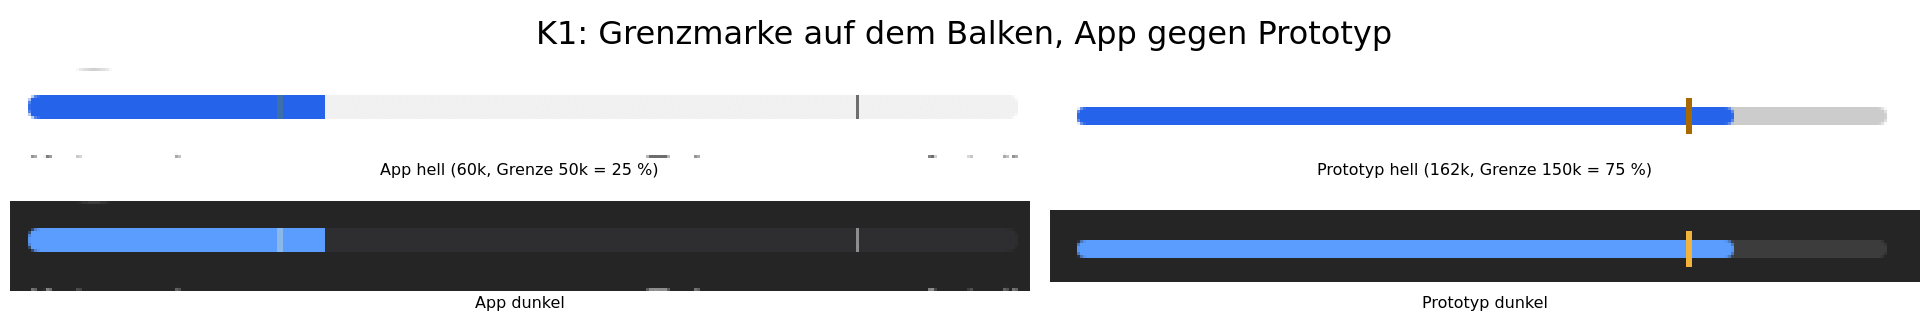 K1: Grenzmarke auf dem Balken, App gegen Prototyp
App hell (60k, Grenze 50k = 25 %)
Prototyp hell (162k, Grenze 150k = 75 %)
App dunkel
Prototyp dunkel